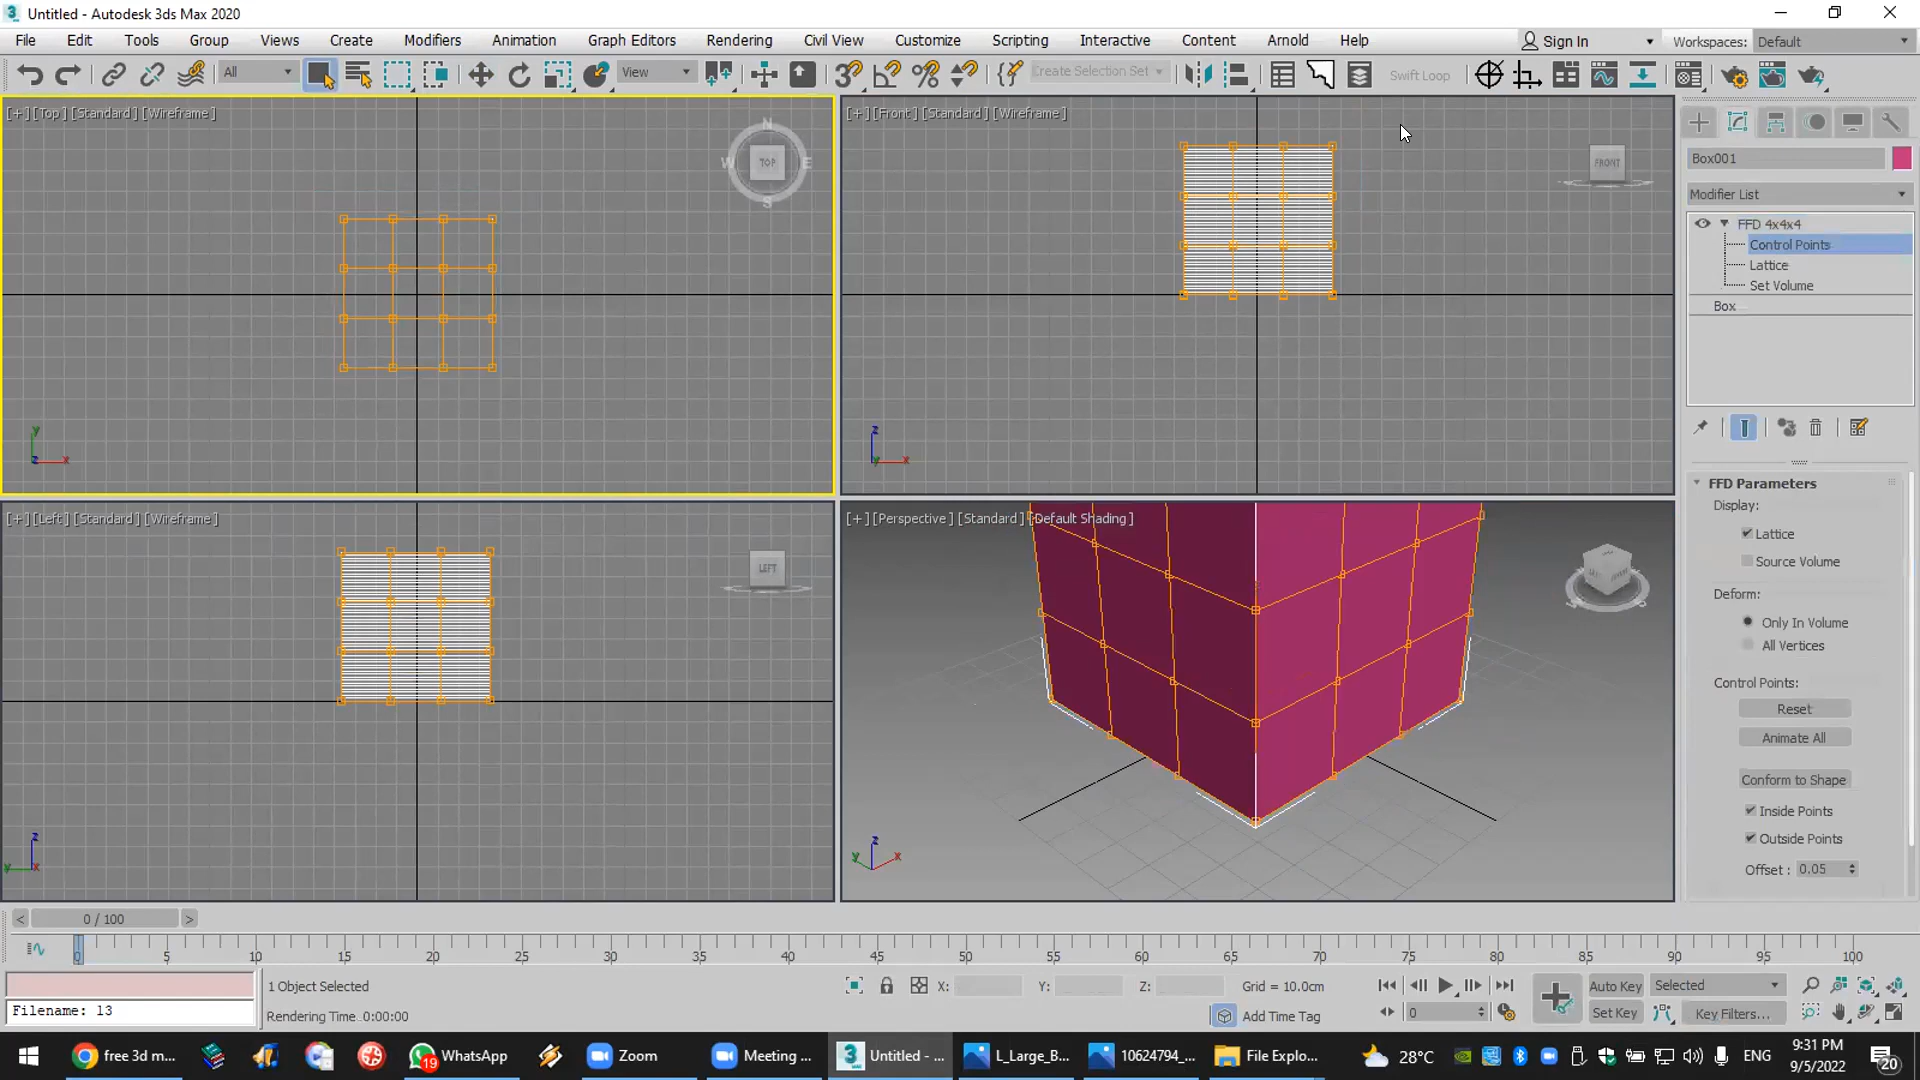 Untitled - Autodesk 3ds Max 2020
File Edit Tools Group Views Create Modifiers Animation Graph Editors Rendering Civil View Customize Scripting Interactive Content Arnold Help Sign In Workspaces: Default
All View Create Selection Set Swift Loop
[+] [Top] [Standard] [Wireframe]
N
W TOP E
S
y
z x
[+] [Front] [Standard] [Wireframe]
FRONT
z
y x
[+] [Left] [Standard] [Wireframe]
LEFT
z
y x
[+] [Perspective] [Standard] [Default Shading]
z
y x
Box001
Modifier List
FFD 4x4x4
Control Points
Lattice
Set Volume
Box
FFD Parameters
Display:
Lattice
Source Volume
Deform:
Only In Volume
All Vertices
Control Points:
Reset
Animate All
Conform to Shape
Inside Points
Outside Points
Offset : 0.05
< 0 / 100 >
0 5 10 15 20 25 30 35 40 45 50 55 60 65 70 75 80 85 90 95 100
1 Object Selected X: Y: Z: Grid = 10.0cm Auto Key Selected
Filename: 13
Rendering Time 0:00:00 Add Time Tag 0 Set Key Key Filters...
free 3d m... 19 WhatsApp Zoom Meeting ... 3 MAX Untitled - ... L_Large_B... 10624794_... File Explo... 28°C ENG 9:31 PM
9/5/2022 20